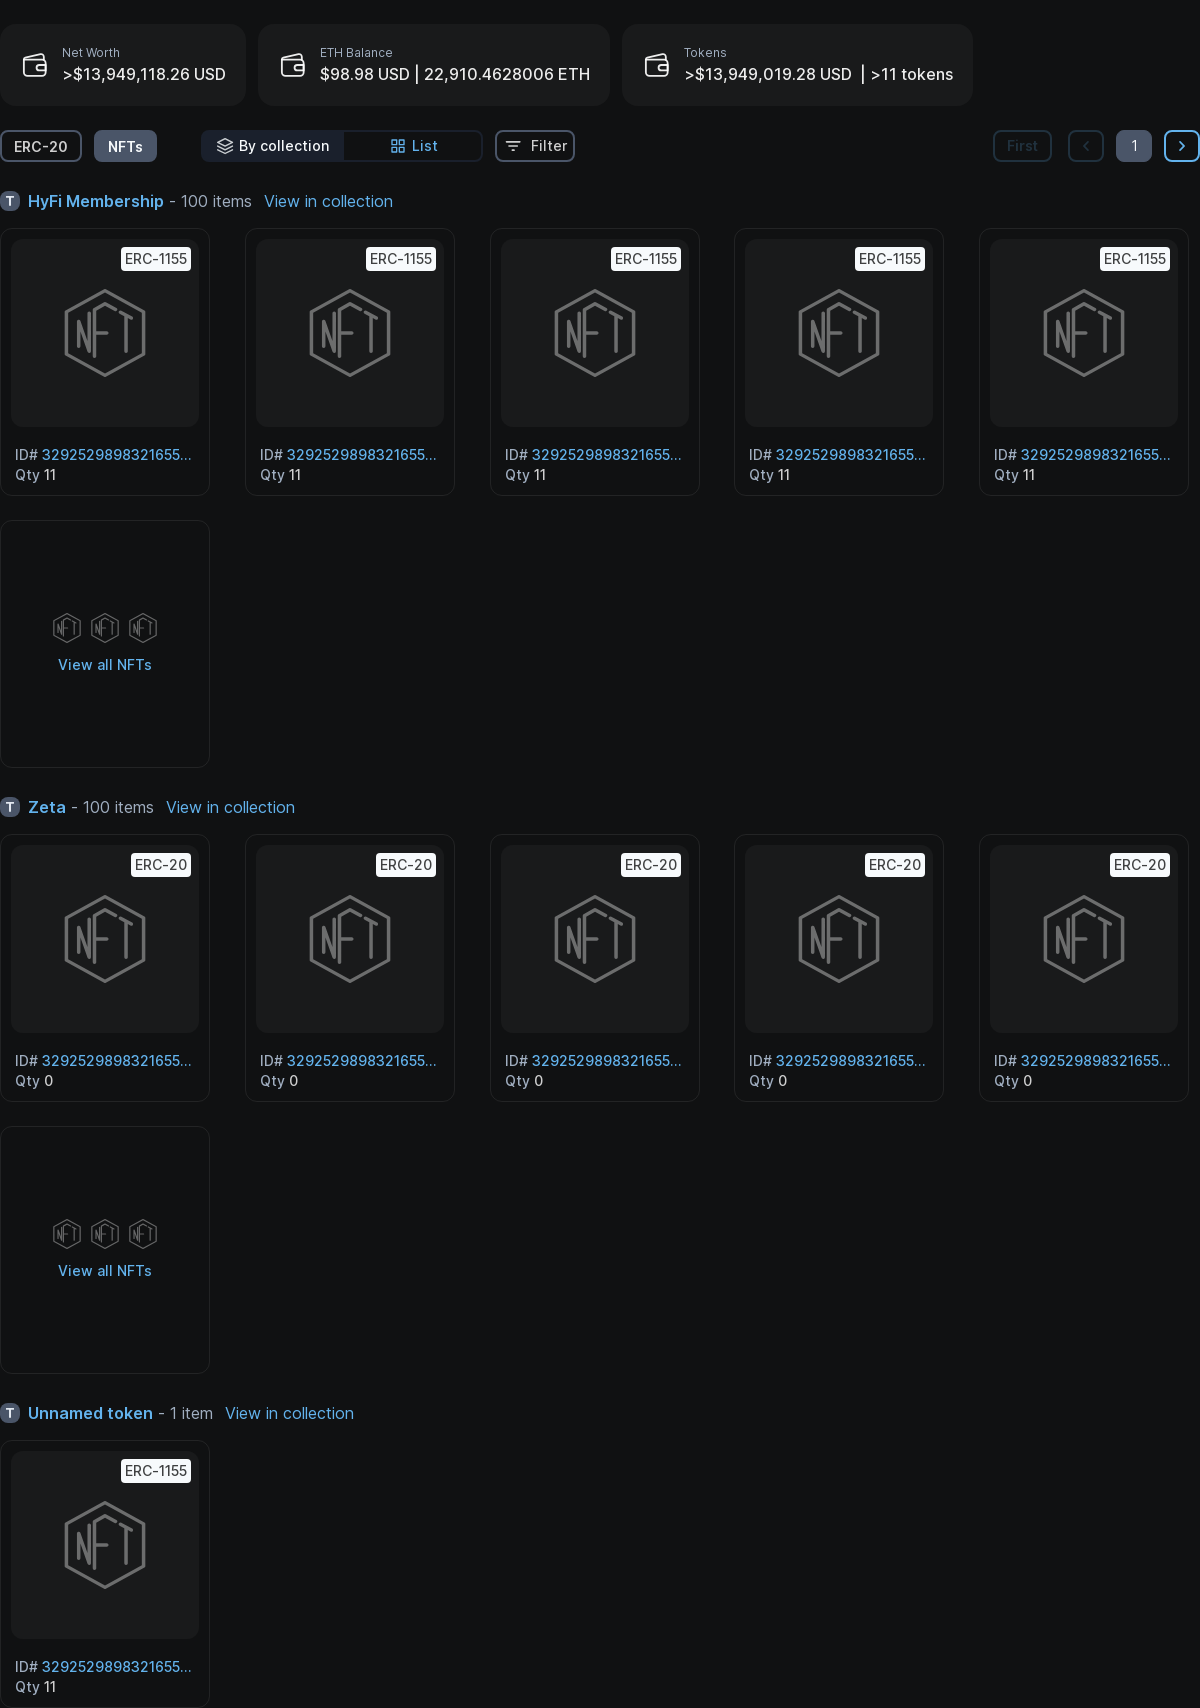 Net Worth
>$13,949,118.26 USD
ETH Balance
$98.98 USD | 22,910.4628006 ETH
Tokens
>$13,949,019.28 USD | >11 tokens
ERC-20
NFTs
By collection
List
Filter
First
1
T HyFi Membership - 100 items View in collection
ERC-1155
ERC-1155
ERC-1155
ERC-1155
ERC-1155
NFT
NFT
NFT
NFT
NFT
ID# 3292529898321655...
Qty 11
ID# 3292529898321655...
Qty 11
ID# 3292529898321655...
Qty 11
ID# 3292529898321655...
Qty 11
ID# 3292529898321655...
Qty 11
NFT NFT NFT
View all NFTs
T Zeta - 100 items View in collection
ERC-20
ERC-20
ERC-20
ERC-20
ERC-20
NFT
NFT
NFT
NFT
NFT
ID# 3292529898321655...
Qty 0
ID# 3292529898321655...
Qty 0
ID# 3292529898321655...
Qty 0
ID# 3292529898321655...
Qty 0
ID# 3292529898321655...
Qty 0
NFT NFT NFT
View all NFTs
T Unnamed token - 1 item View in collection
ERC-1155
NFT
ID# 3292529898321655...
Qty 11